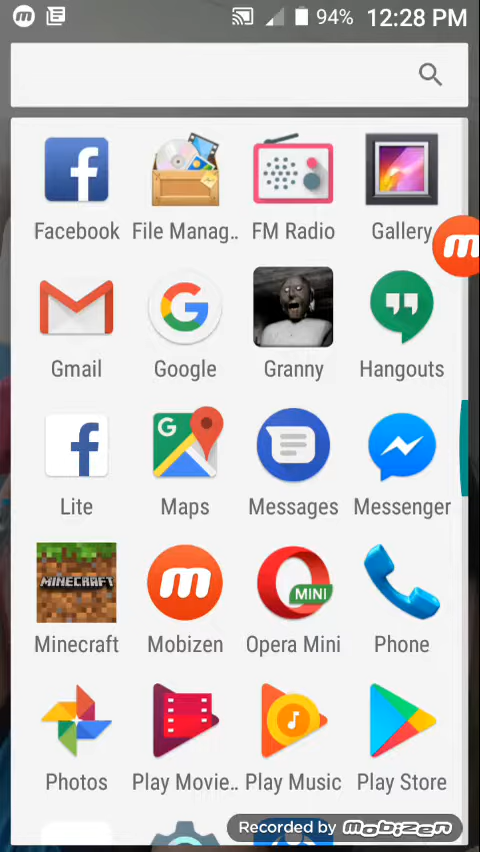 94% 12:28 PM
Facebook File Manag.. FM Radio Gallery
Gmail Google Granny Hangouts
Lite Maps Messages Messenger
MINECRAFT
MINI
Minecraft Mobizen Opera Mini Phone
Photos Play Movie.. Play Music Play Store
Recorded by mobizen